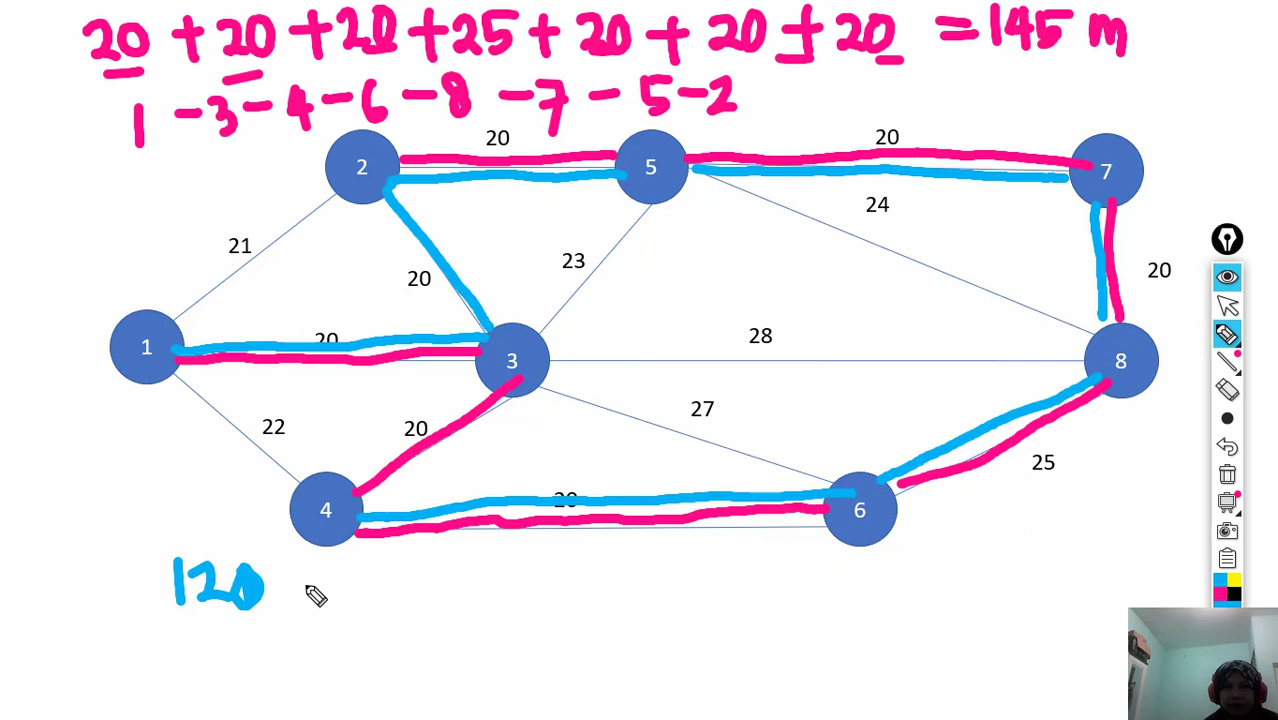 20 + 20 + 20 + 25 + 20 + 20 + 20 = 145 m
1 - 3 - 4 - 6 - 8 - 7 - 5 - 2
20 20
2 5 7
24
21 23 20
20
20 28
1 3 8
27
22 20
25
20
4 6
120